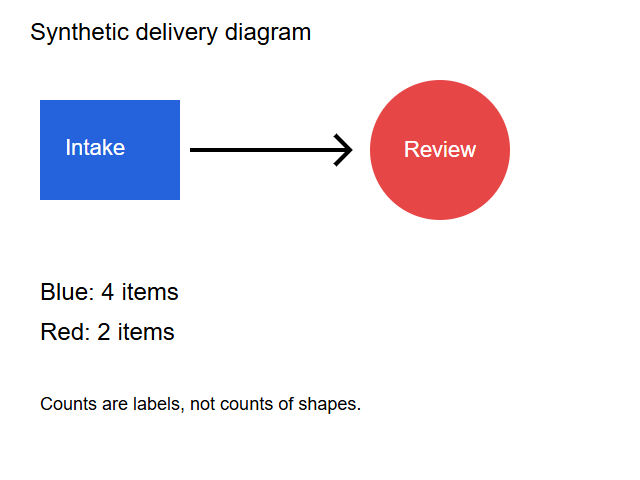 Synthetic delivery diagram
Intake
Review
Blue: 4 items
Red: 2 items
Counts are labels, not counts of shapes.